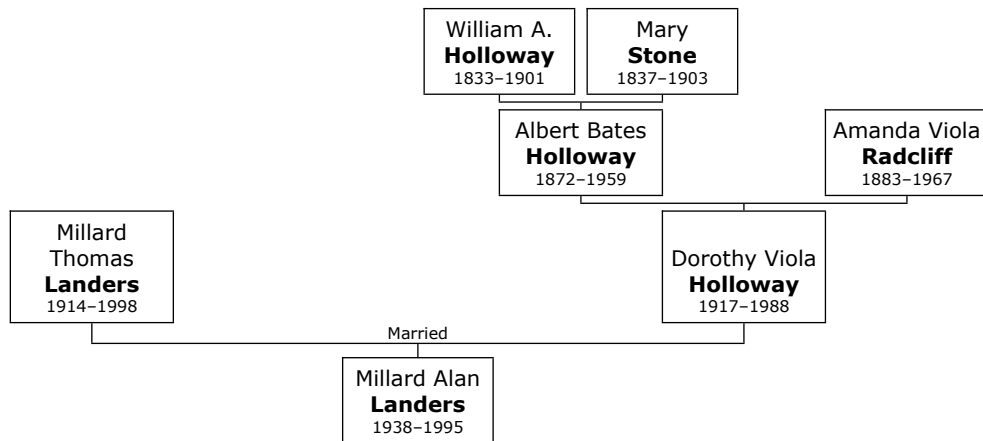 William A.
Holloway
1833–1901
Mary
Stone
1837–1903
Albert Bates
Holloway
1872–1959
Amanda Viola
Radcliff
1883–1967
Millard
Thomas
Landers
1914–1998
Dorothy Viola
Holloway
1917–1988
Married
Millard Alan
Landers
1938–1995